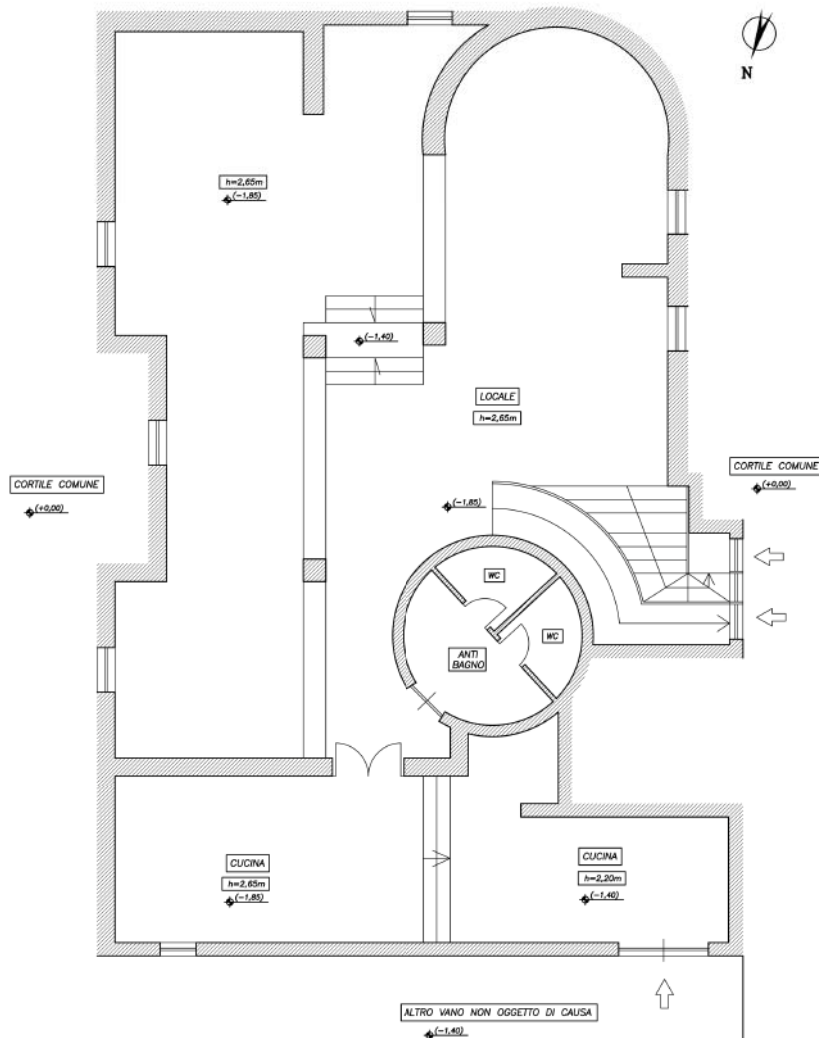 N
h=2,65m
(-1,85)
(-1,40)
LOCALE
h=2,65m
CORTILE COMUNE
(+0,00)
CORTILE COMUNE
(+0,00)
(-1,85)
WC
WC
ANTI
BAGNO
CUCINA
h=2,65m
(-1,85)
CUCINA
h=2,20m
(-1,40)
ALTRO VANO NON OGGETTO DI CAUSA
(-1,40)